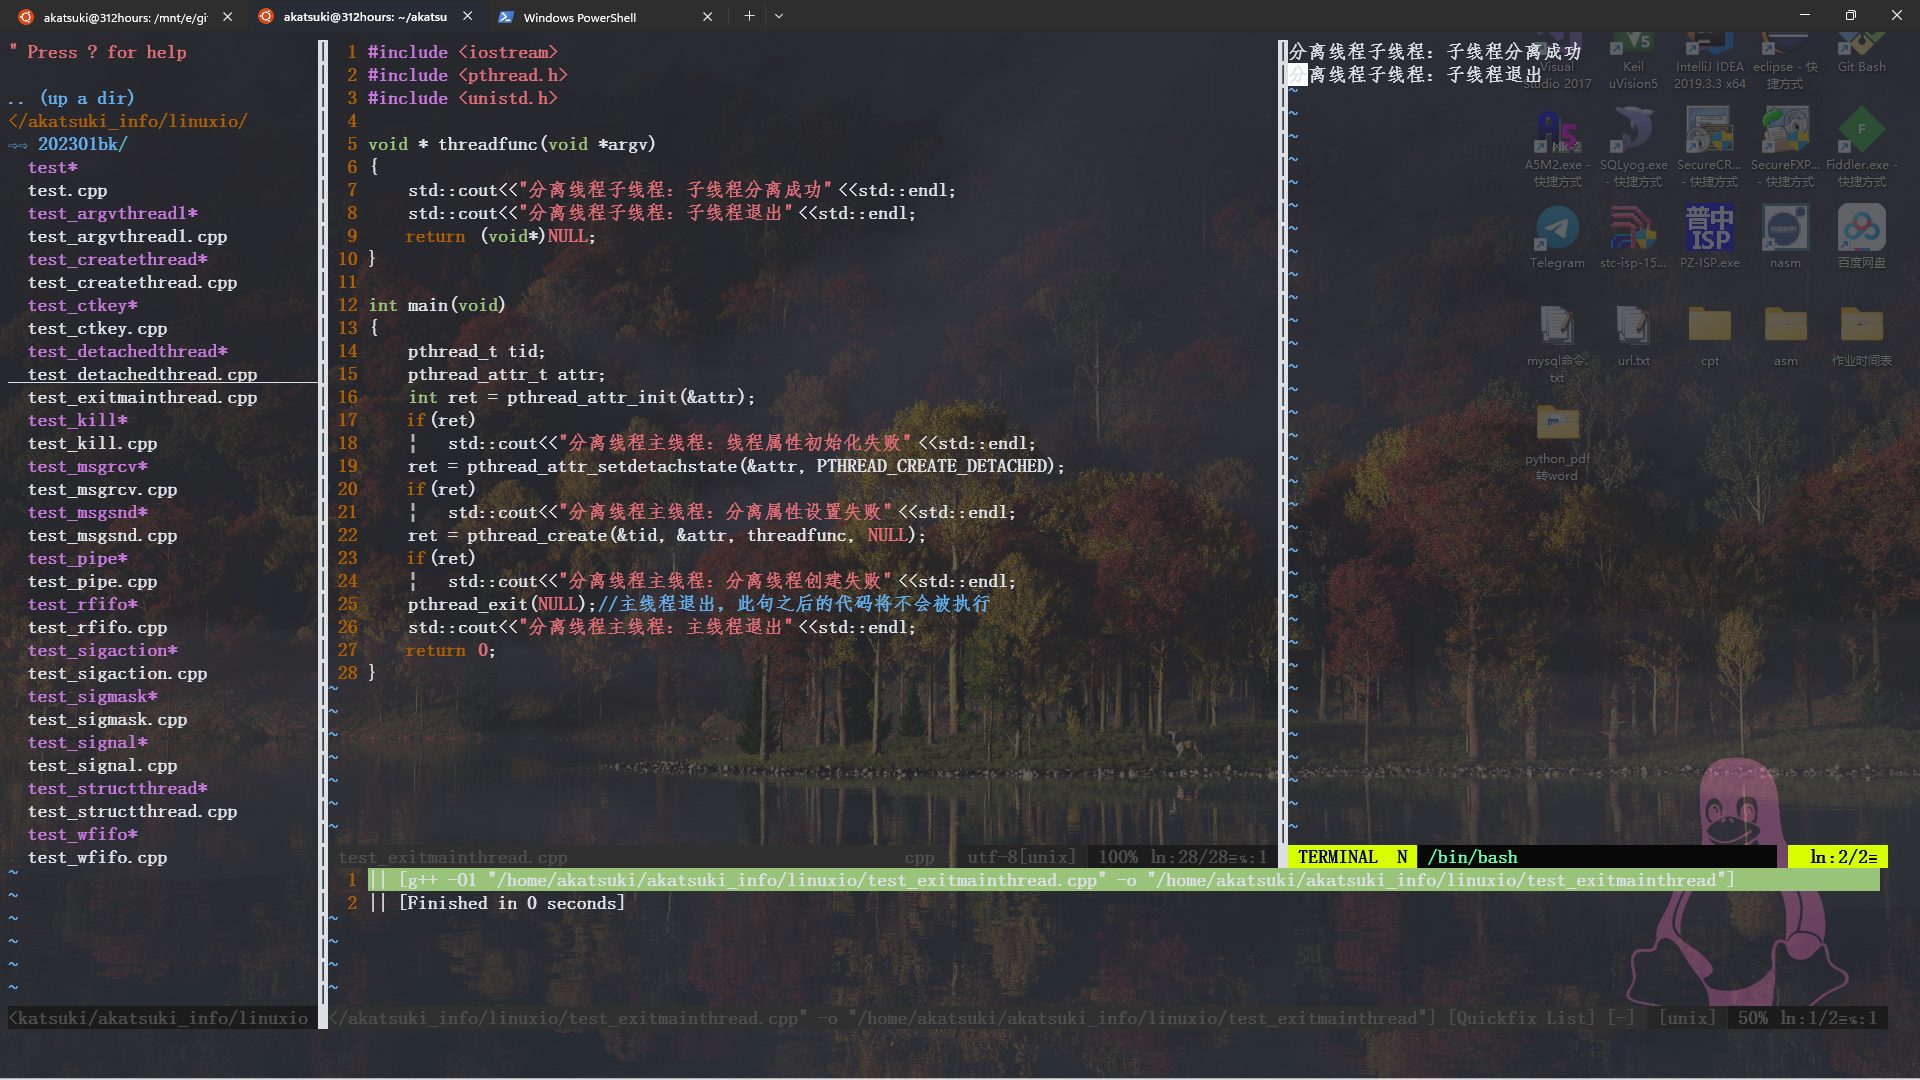 akatsuki@312hours: /mnt/e/gi
akatsuki@312hours: ~/akatsu
Windows PowerShell
" Press ? for help
.. (up a dir)
</akatsuki_info/linuxio/
202301bk/
test*
test.cpp
test_argvthread1*
test_argvthread1.cpp
test_createthread*
test_createthread.cpp
test_ctkey*
test_ctkey.cpp
test_detachedthread*
test_detachedthread.cpp
test_exitmainthread.cpp
test_kill*
test_kill.cpp
test_msgrcv*
test_msgrcv.cpp
test_msgsnd*
test_msgsnd.cpp
test_pipe*
test_pipe.cpp
test_rfifo*
test_rfifo.cpp
test_sigaction*
test_sigaction.cpp
test_sigmask*
test_sigmask.cpp
test_signal*
test_signal.cpp
test_structthread*
test_structthread.cpp
test_wfifo*
test_wfifo.cpp
<katsuki/akatsuki_info/linuxio
1 #include <iostream>
2 #include <pthread.h>
3 #include <unistd.h>
4
5 void * threadfunc(void *argv)
6 {
7 std::cout<<"分离线程子线程：子线程分离成功"<<std::endl;
8 std::cout<<"分离线程子线程：子线程退出"<<std::endl;
9 return (void*)NULL;
10 }
11
12 int main(void)
13 {
14 pthread_t tid;
15 pthread_attr_t attr;
16 int ret = pthread_attr_init(&attr);
17 if(ret)
18 ¦ std::cout<<"分离线程主线程：线程属性初始化失败"<<std::endl;
19 ret = pthread_attr_setdetachstate(&attr, PTHREAD_CREATE_DETACHED);
20 if(ret)
21 ¦ std::cout<<"分离线程主线程：分离属性设置失败"<<std::endl;
22 ret = pthread_create(&tid, &attr, threadfunc, NULL);
23 if(ret)
24 ¦ std::cout<<"分离线程主线程：分离线程创建失败"<<std::endl;
25 pthread_exit(NULL);//主线程退出，此句之后的代码将不会被执行
26 std::cout<<"分离线程主线程：主线程退出"<<std::endl;
27 return 0;
28 }
test_exitmainthread.cpp cpp utf-8[unix] 100% ln:28/28≡℅:1
分离线程子线程：子线程分离成功
分离线程子线程：子线程退出
Visual Studio 2017
Keil uVision5
IntelliJ IDEA 2019.3.3 x64
eclipse - 快捷方式
Git Bash
A5M2.exe - 快捷方式
SQLyog.exe - 快捷方式
SecureCR... - 快捷方式
SecureFXP... - 快捷方式
Fiddler.exe - 快捷方式
普中 ISP
nasm
Telegram
stc-isp-15...
PZ-ISP.exe
nasm
百度网盘
mysql命令.txt
url.txt
cpt
asm
作业时间表
python_pdf转word
TERMINAL N /bin/bash ln:2/2≡
1 || [g++ -O1 "/home/akatsuki/akatsuki_info/linuxio/test_exitmainthread.cpp" -o "/home/akatsuki/akatsuki_info/linuxio/test_exitmainthread"]
2 || [Finished in 0 seconds]
</akatsuki_info/linuxio/test_exitmainthread.cpp" -o "/home/akatsuki/akatsuki_info/linuxio/test_exitmainthread"] [Quickfix List] [-] [unix] 50% ln:1/2≡℅:1